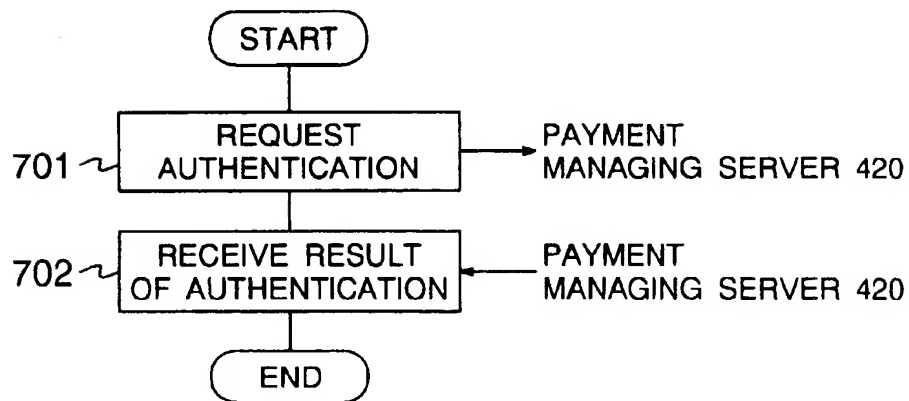 START
701
REQUEST
AUTHENTICATION
PAYMENT
MANAGING SERVER 420
702
RECEIVE RESULT
OF AUTHENTICATION
PAYMENT
MANAGING SERVER 420
END